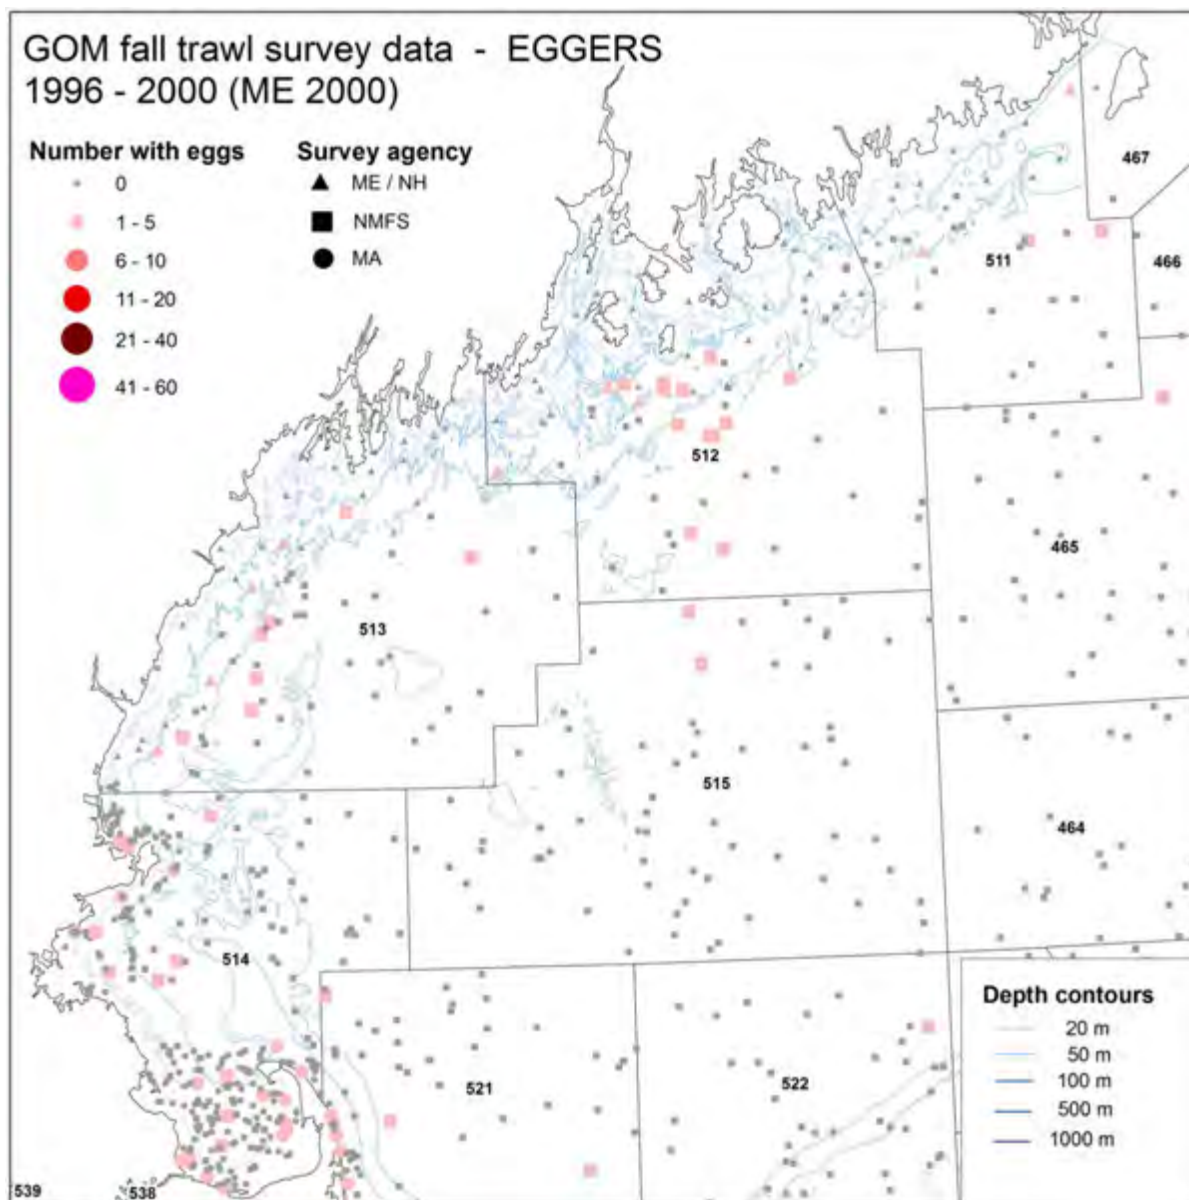 GOM fall trawl survey data - EGGERS
1996 - 2000 (ME 2000)
Number with eggs
0
1 - 5
6 - 10
11 - 20
21 - 40
41 - 60
Survey agency
ME / NH
NMFS
MA
467
511
466
512
465
513
515
464
514
521
522
539
538
Depth contours
20 m
50 m
100 m
500 m
1000 m